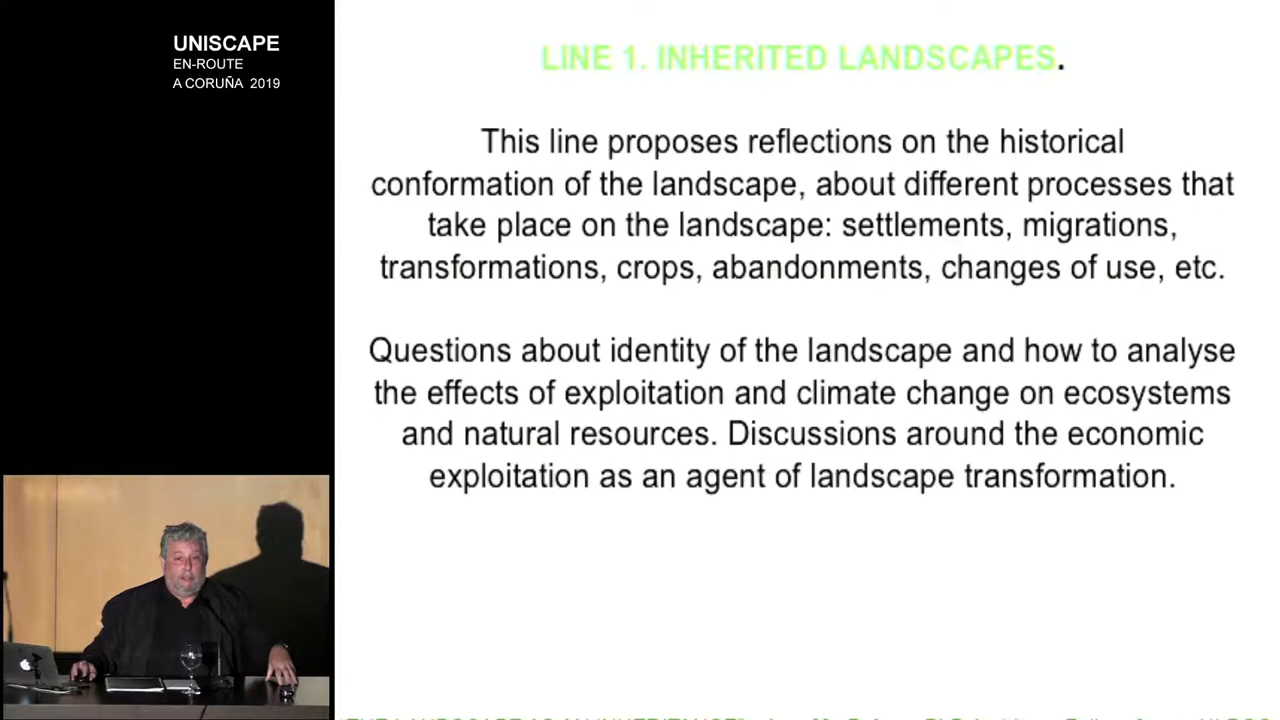 UNISCAPE
EN-ROUTE
A CORUÑA 2019
LINE 1. INHERITED LANDSCAPES.
This line proposes reflections on the historical
conformation of the landscape, about different processes that
take place on the landscape: settlements, migrations,
transformations, crops, abandonments, changes of use, etc.
Questions about identity of the landscape and how to analyse
the effects of exploitation and climate change on ecosystems
and natural resources. Discussions around the economic
exploitation as an agent of landscape transformation.